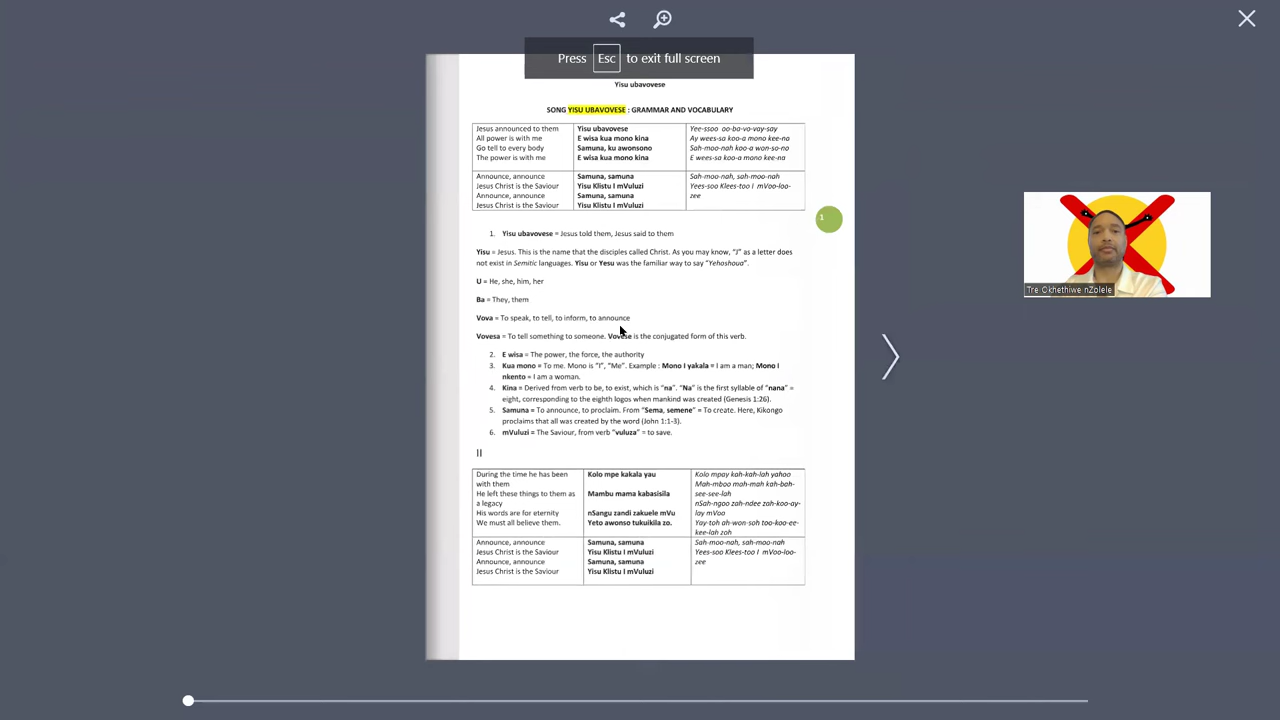 Press Esc to exit full screen
Yisu ubavovese
SONG YISU UBAVOVESE : GRAMMAR AND VOCABULARY
Jesus announced to them
All power is with me
Go tell to every body
The power is with me
Yisu ubavovese
E wisa kua mono kina
Samuna, ku awonsono
E wisa kua mono kina
Yee-ssoo oo-ba-vo-vay-say
Ay wees-sa koo-a mono kee-na
Sah-moo-nah koo-a won-so-no
E wees-sa koo-a mono kee-na
Announce, announce
Jesus Christ is the Saviour
Announce, announce
Jesus Christ is the Saviour
Samuna, samuna
Yisu Klistu I mVuluzi
Samuna, samuna
Yisu Klistu I mVuluzi
Sah-moo-nah, sah-moo-nah
Yees-soo Klees-too I mVoo-loo-
zee
1
1. Yisu ubavovese = Jesus told them, Jesus said to them
Yisu = Jesus. This is the name that the disciples called Christ. As you may know, "J" as a letter does
not exist in Semitic languages. Yisu or Yesu was the familiar way to say "Yehoshoua".
U = He, she, him, her
Ba = They, them
Vova = To speak, to tell, to inform, to announce
Vovesa = To tell something to someone. Vovese is the conjugated form of this verb.
2. E wisa = The power, the force, the authority
3. Kua mono = To me. Mono is "I", "Me". Example : Mono I yakala = I am a man; Mono I
nkento = I am a woman.
4. Kina = Derived from verb to be, to exist, which is "na". "Na" is the first syllable of "nana" =
eight, corresponding to the eighth logos when mankind was created (Genesis 1:26).
5. Samuna = To announce, to proclaim. From "Sema, semene" = To create. Here, Kikongo
proclaims that all was created by the word (John 1:1-3).
6. mVuluzi = The Saviour, from verb "vuluza" = to save.
II
During the time he has been
with them
He left these things to them as
a legacy
His words are for eternity
We must all believe them.
Kolo mpe kakala yau
Mambu mama kabasisila
nSangu zandi zakuele mVu
Yeto awonso tukuikila zo.
Kolo mpay kah-kah-lah yahoo
Mah-mboo mah-mah kah-bah-
see-see-lah
nSah-ngoo zah-ndee zah-koo-ay-
lay mVoo
Yay-toh ah-won-soh too-koo-ee-
kee-lah zoh
Announce, announce
Jesus Christ is the Saviour
Announce, announce
Jesus Christ is the Saviour
Samuna, samuna
Yisu Klistu I mVuluzi
Samuna, samuna
Yisu Klistu I mVuluzi
Sah-moo-nah, sah-moo-nah
Yees-soo Klees-too I mVoo-loo-
zee
Tre Okhethiwe nZolele